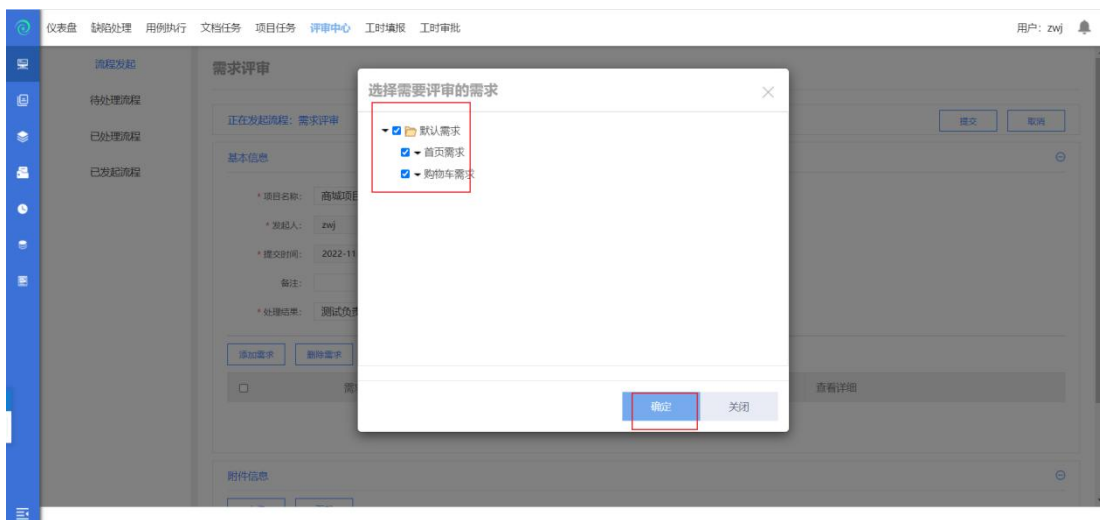 仪表盘 缺陷处理 用例执行 文档任务 项目任务 评审中心 工时填报 工时审批 用户：zwj
流程发起
待处理流程
已处理流程
已发起流程
需求评审
正在发起流程：需求评审
提交 取消
基本信息
* 项目名称： 商城项目
* 发起人： zwj
* 提交时间： 2022-11
备注：
* 处理结果： 测试负责
添加需求 删除需求
需 查看详细
附件信息
选择需要评审的需求
默认需求
首页需求
购物车需求
确定 关闭